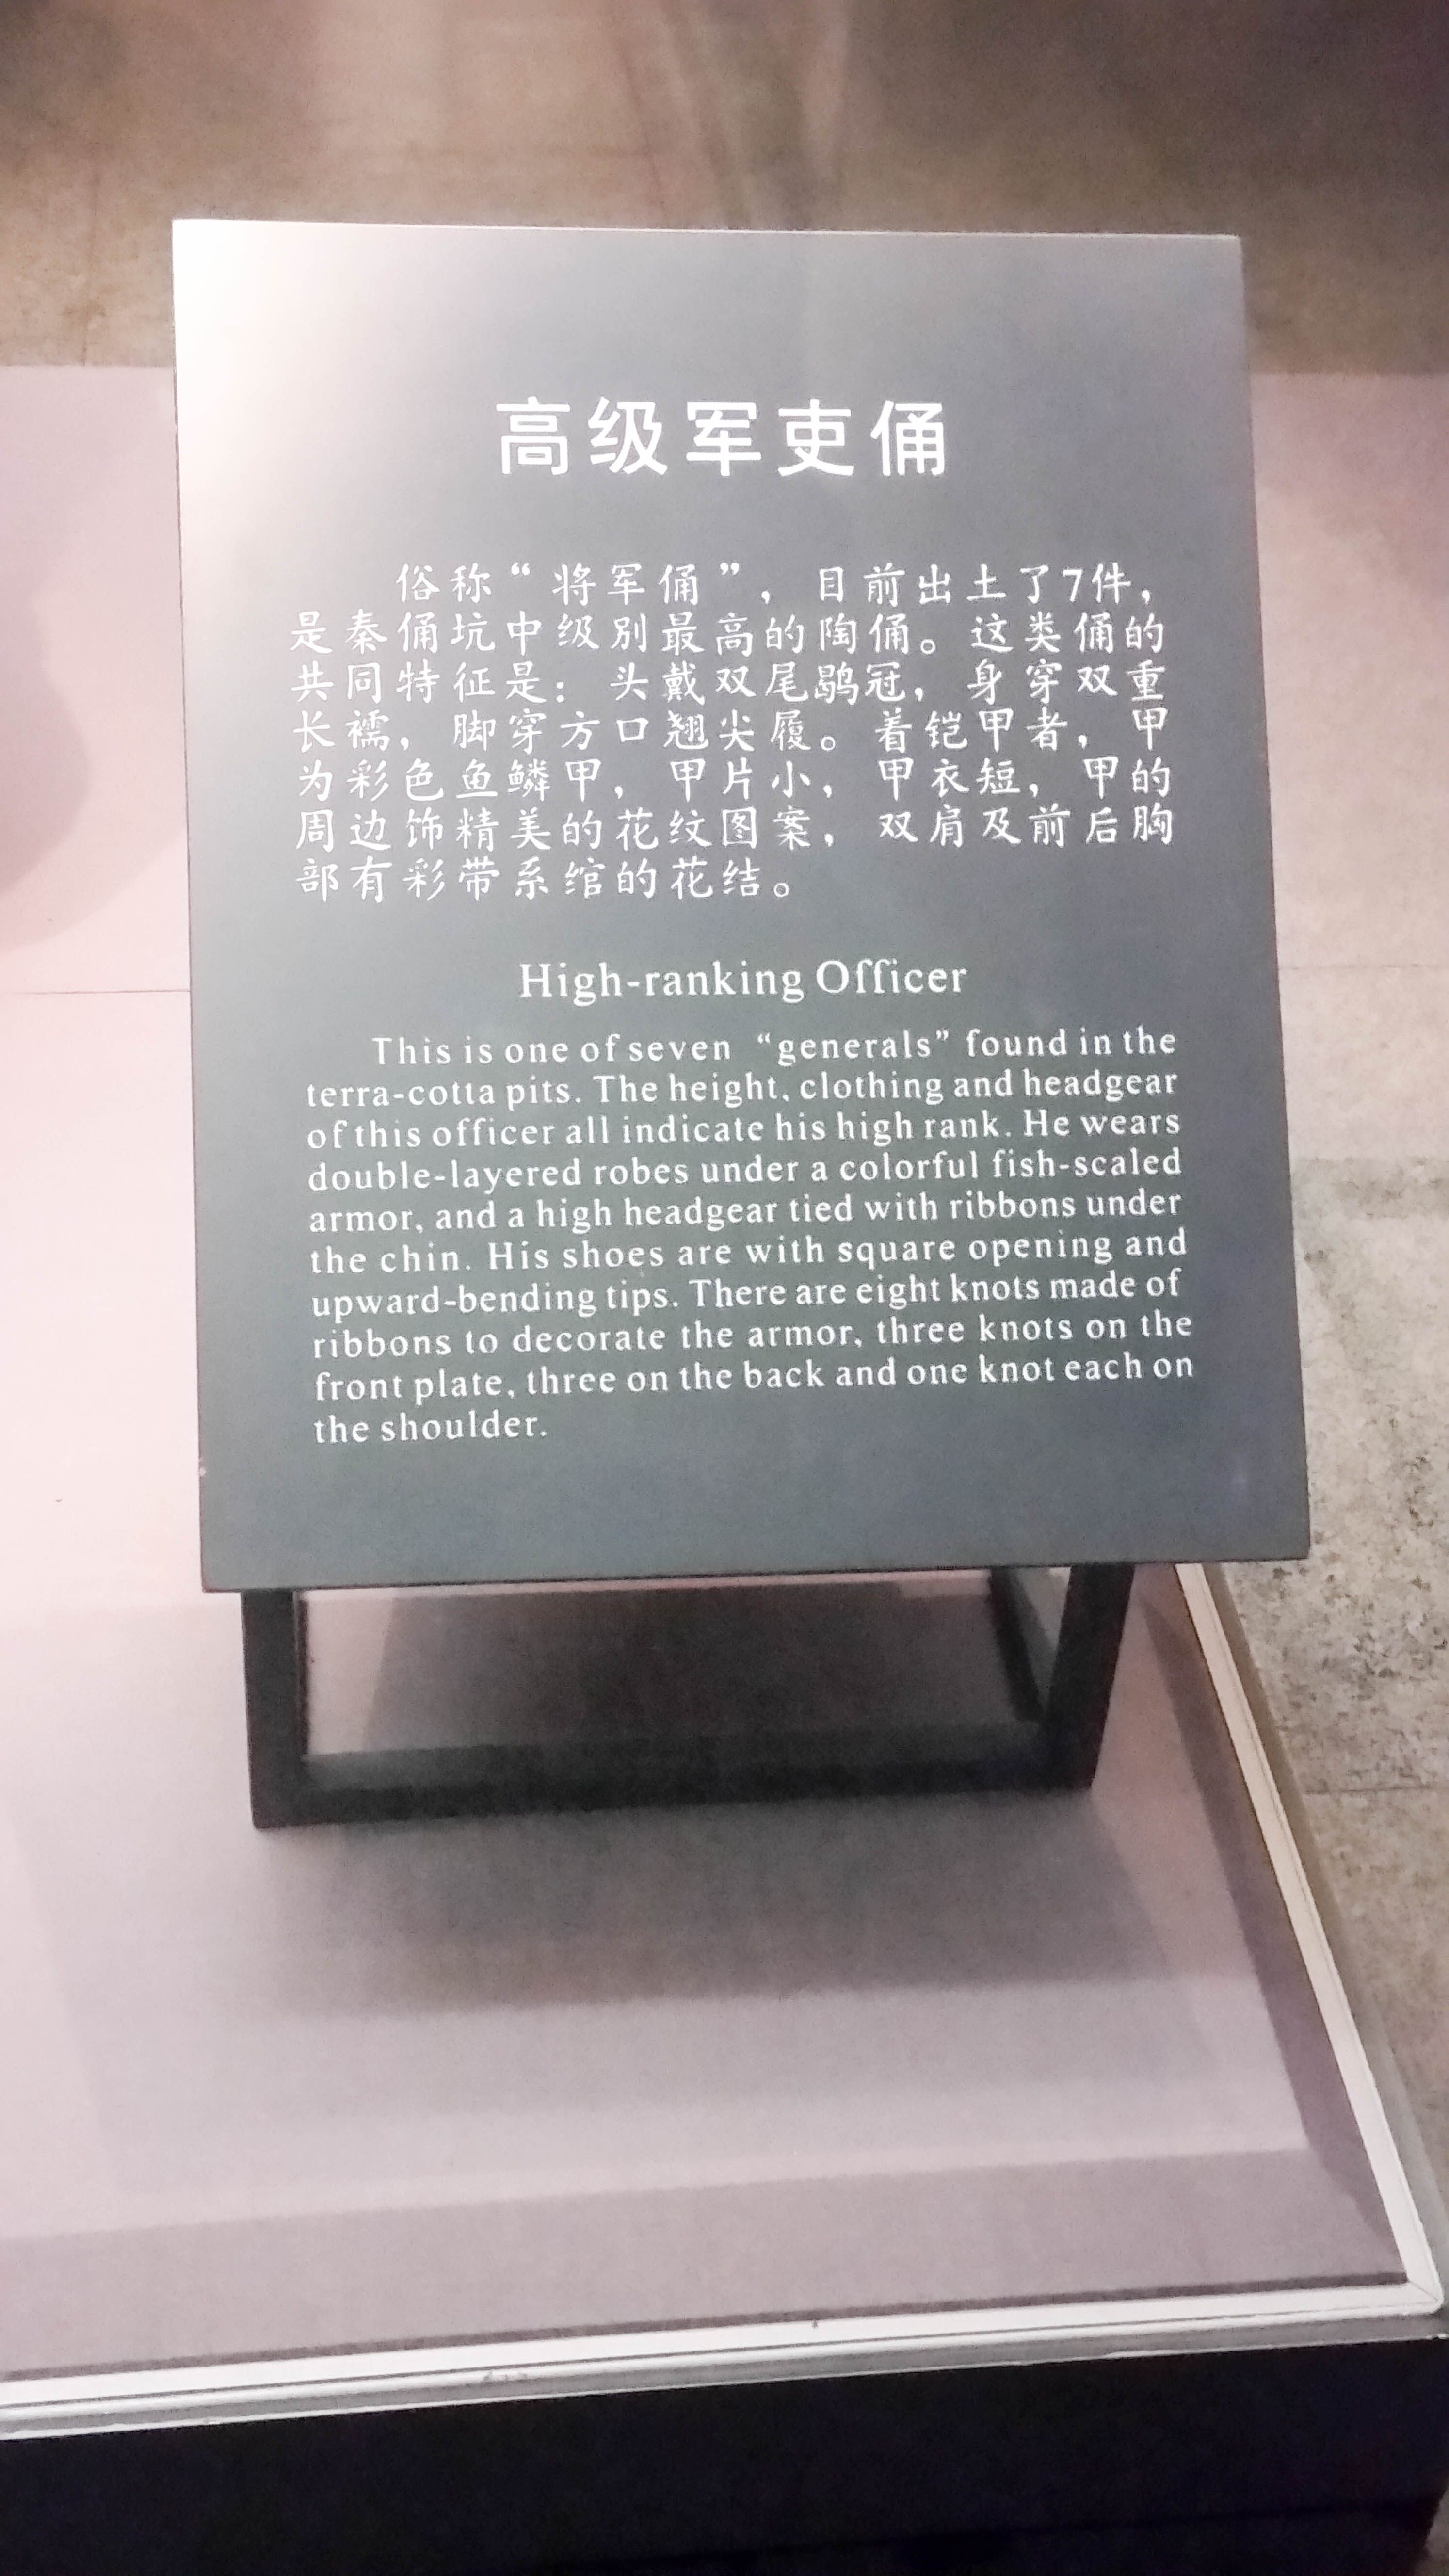 高级军吏俑
俗称“将军俑”，目前出土了7件，
是秦俑坑中级别最高的陶俑。这类俑的
共同特征是：头戴双尾鹖冠，身穿双重
长襦，脚穿方口翘尖履。着铠甲者，甲
为彩色鱼鳞甲，甲片小，甲衣短，甲的
周边饰精美的花纹图案，双肩及前后胸
部有彩带系绾的花结。
High-ranking Officer
This is one of seven “generals” found in the
terra-cotta pits. The height, clothing and headgear
of this officer all indicate his high rank. He wears
double-layered robes under a colorful fish-scaled
armor, and a high headgear tied with ribbons under
the chin. His shoes are with square opening and
upward-bending tips. There are eight knots made of
ribbons to decorate the armor, three knots on the
front plate, three on the back and one knot each on
the shoulder.